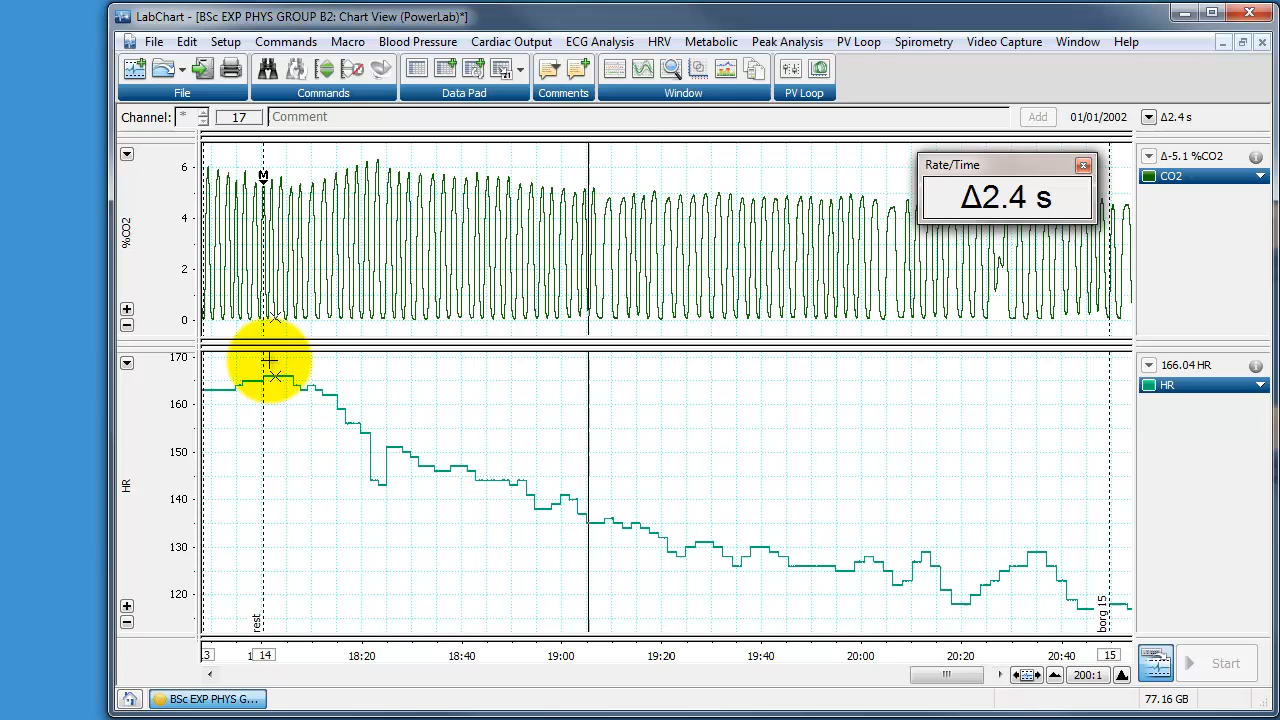 LabChart - [BSc EXP PHYS GROUP B2: Chart View (PowerLab)*]
File Edit Setup Commands Macro Blood Pressure Cardiac Output ECG Analysis HRV Metabolic Peak Analysis PV Loop Spirometry Video Capture Window Help
File Commands Data Pad Comments Window PV Loop
Channel: * 17 Comment Add 01/01/2002 Δ2.4 s
Rate/Time
Δ2.4 s
Δ-5.1 %CO2
CO2
%CO2
6
4
2
0
M
166.04 HR
HR
HR
170
160
150
140
130
120
rest
borg 15
3 1 14 18:20 18:40 19:00 19:20 19:40 20:00 20:20 20:40 15
200:1
Start
BSc EXP PHYS G...
77.16 GB